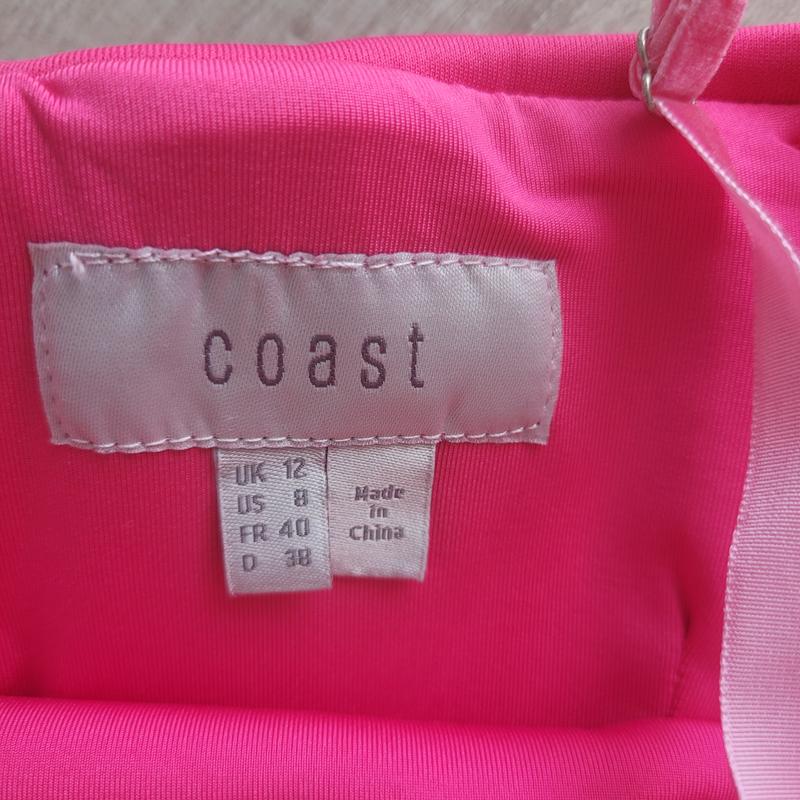 coast
UK 12
US 8
FR 40
D 38
Made
in
China